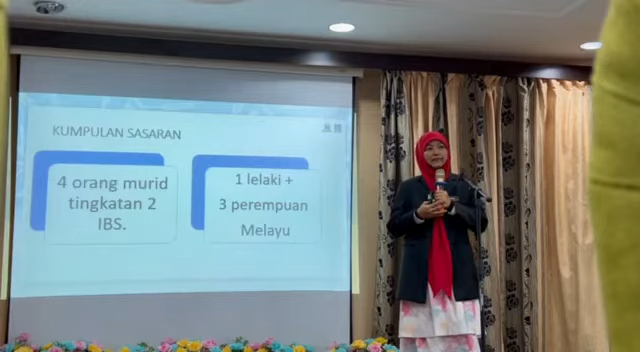 KUMPULAN SASARAN
4 orang murid
tingkatan 2
IBS.
1 lelaki +
3 perempuan
Melayu